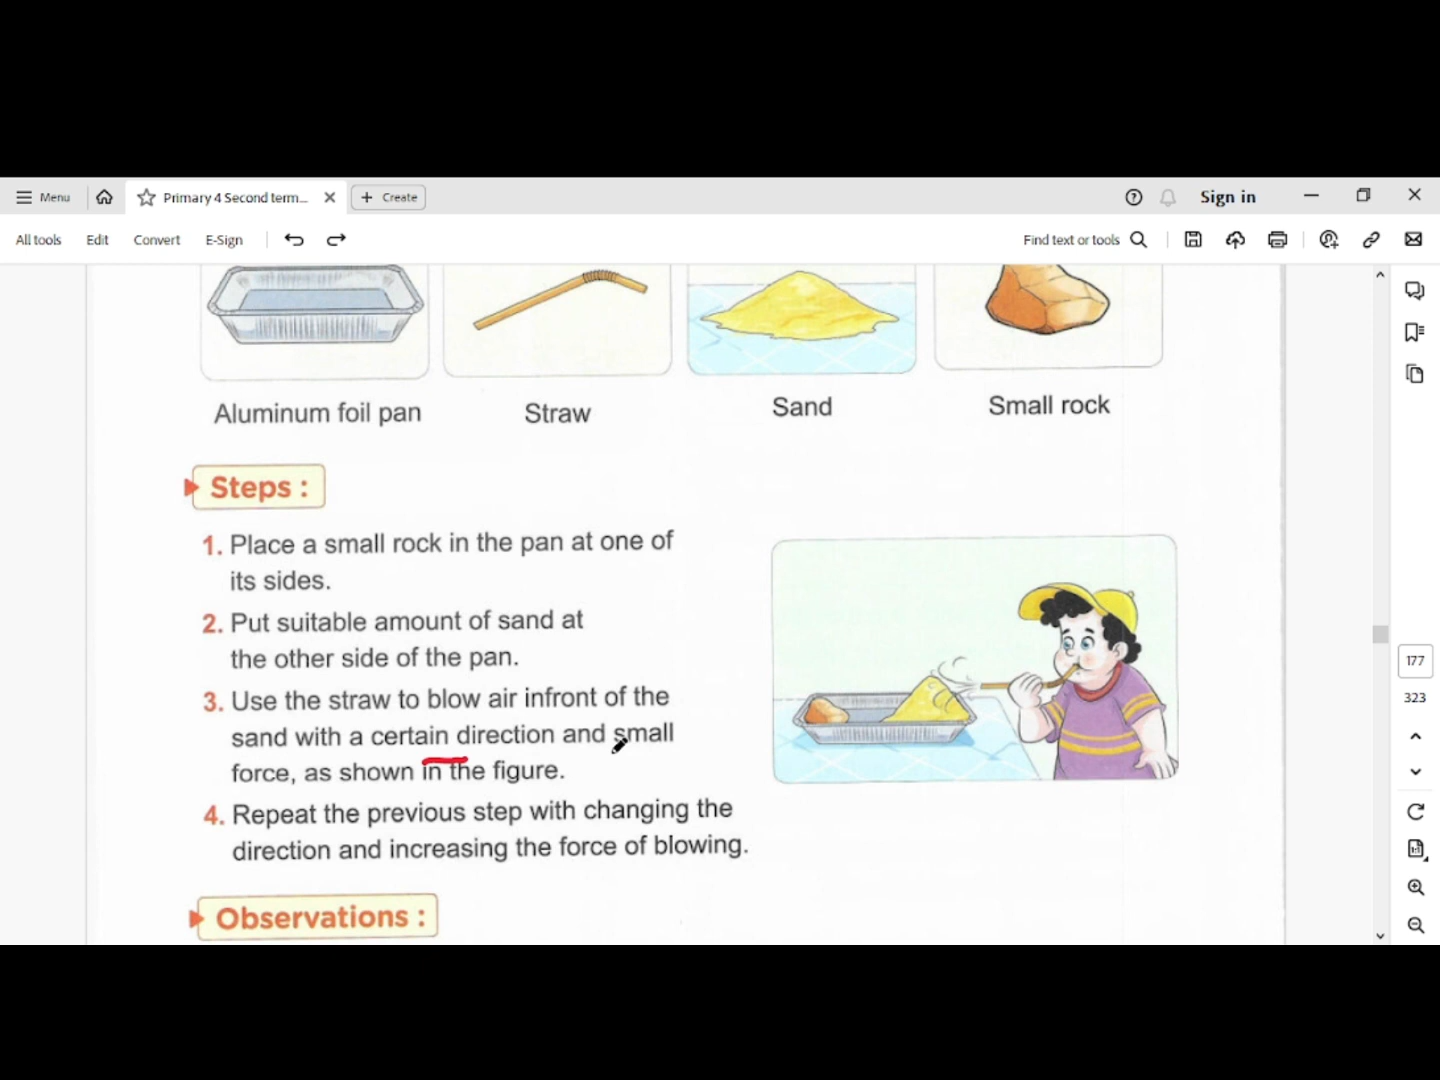 Menu
Primary 4 Second term...
Create
Sign in
All tools
Edit
Convert
E-Sign
Find text or tools
Aluminum foil pan
Straw
Sand
Small rock
Steps :
1. Place a small rock in the pan at one of
its sides.
2. Put suitable amount of sand at
the other side of the pan.
3. Use the straw to blow air infront of the
sand with a certain direction and small
force, as shown in the figure.
4. Repeat the previous step with changing the
direction and increasing the force of blowing.
Observations :
177
323